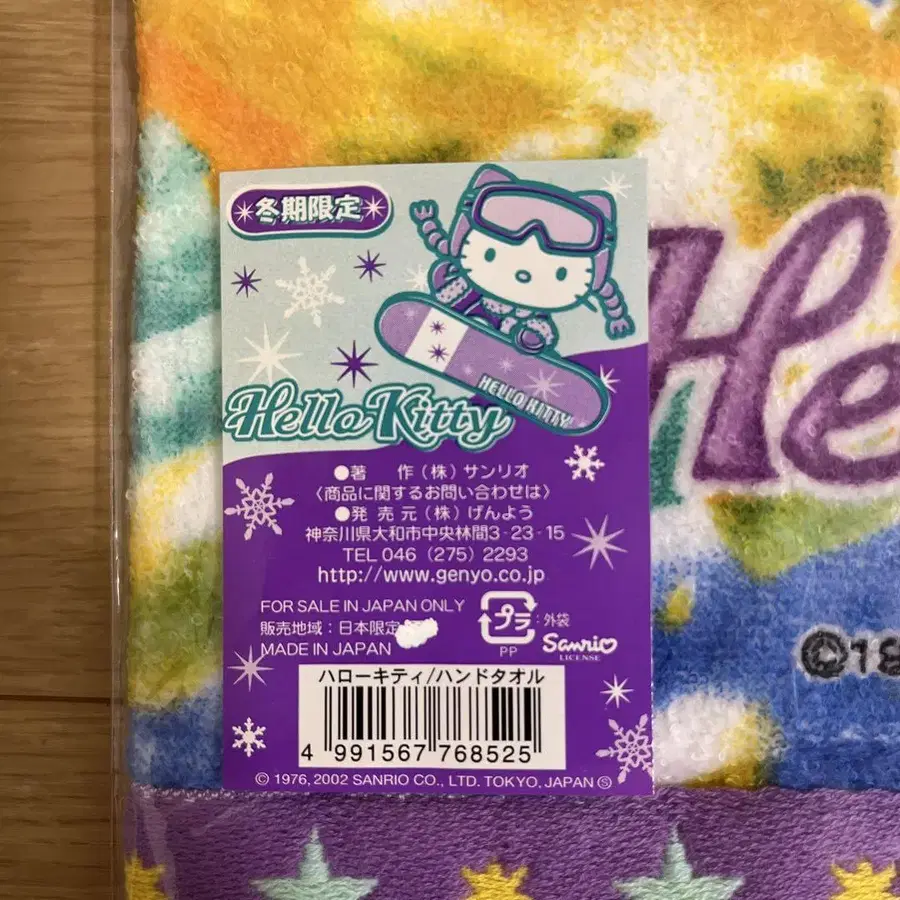 冬期限定
HELLO KITTY
Hello Kitty
He
●著 作 (株) サンリオ
〈商品に関するお問い合わせは〉
●発 売 元 (株) げんよう
神奈川県大和市中央林間3-23-15
TEL 046 (275) 2293
http://www.genyo.co.jp
FOR SALE IN JAPAN ONLY
販売地域:日本限定
MADE IN JAPAN
プラ
:外袋
PP
Sanrio
LICENSE
©1
ハローキティ/ハンドタオル
4 991567 768525
© 1976, 2002 SANRIO CO., LTD. TOKYO, JAPAN Ⓢ